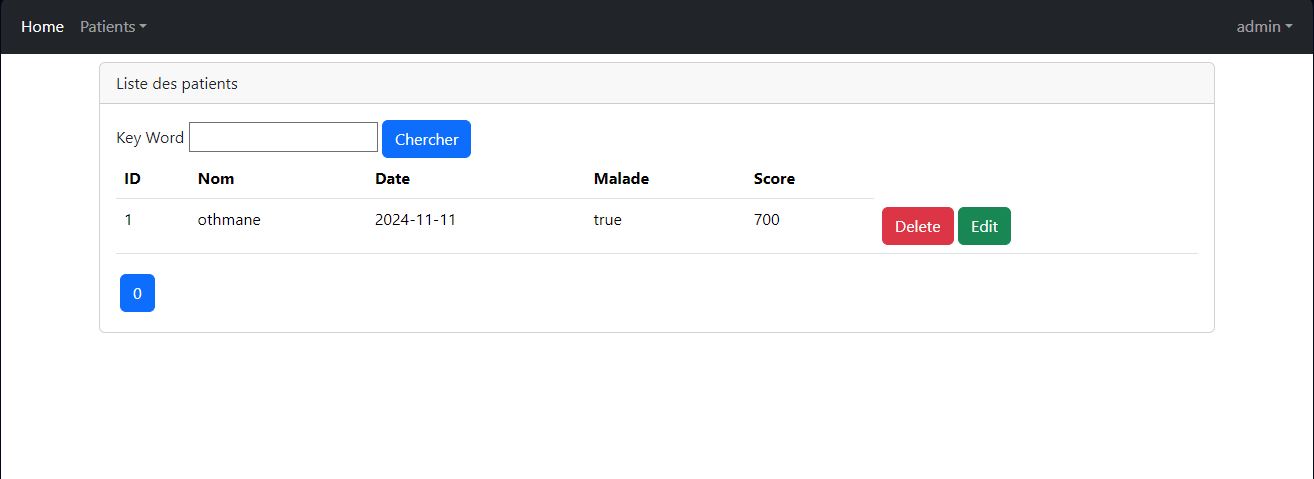 Home Patients admin
Liste des patients
Key Word Chercher
ID Nom Date Malade Score
1 othmane 2024-11-11 true 700 Delete Edit
0